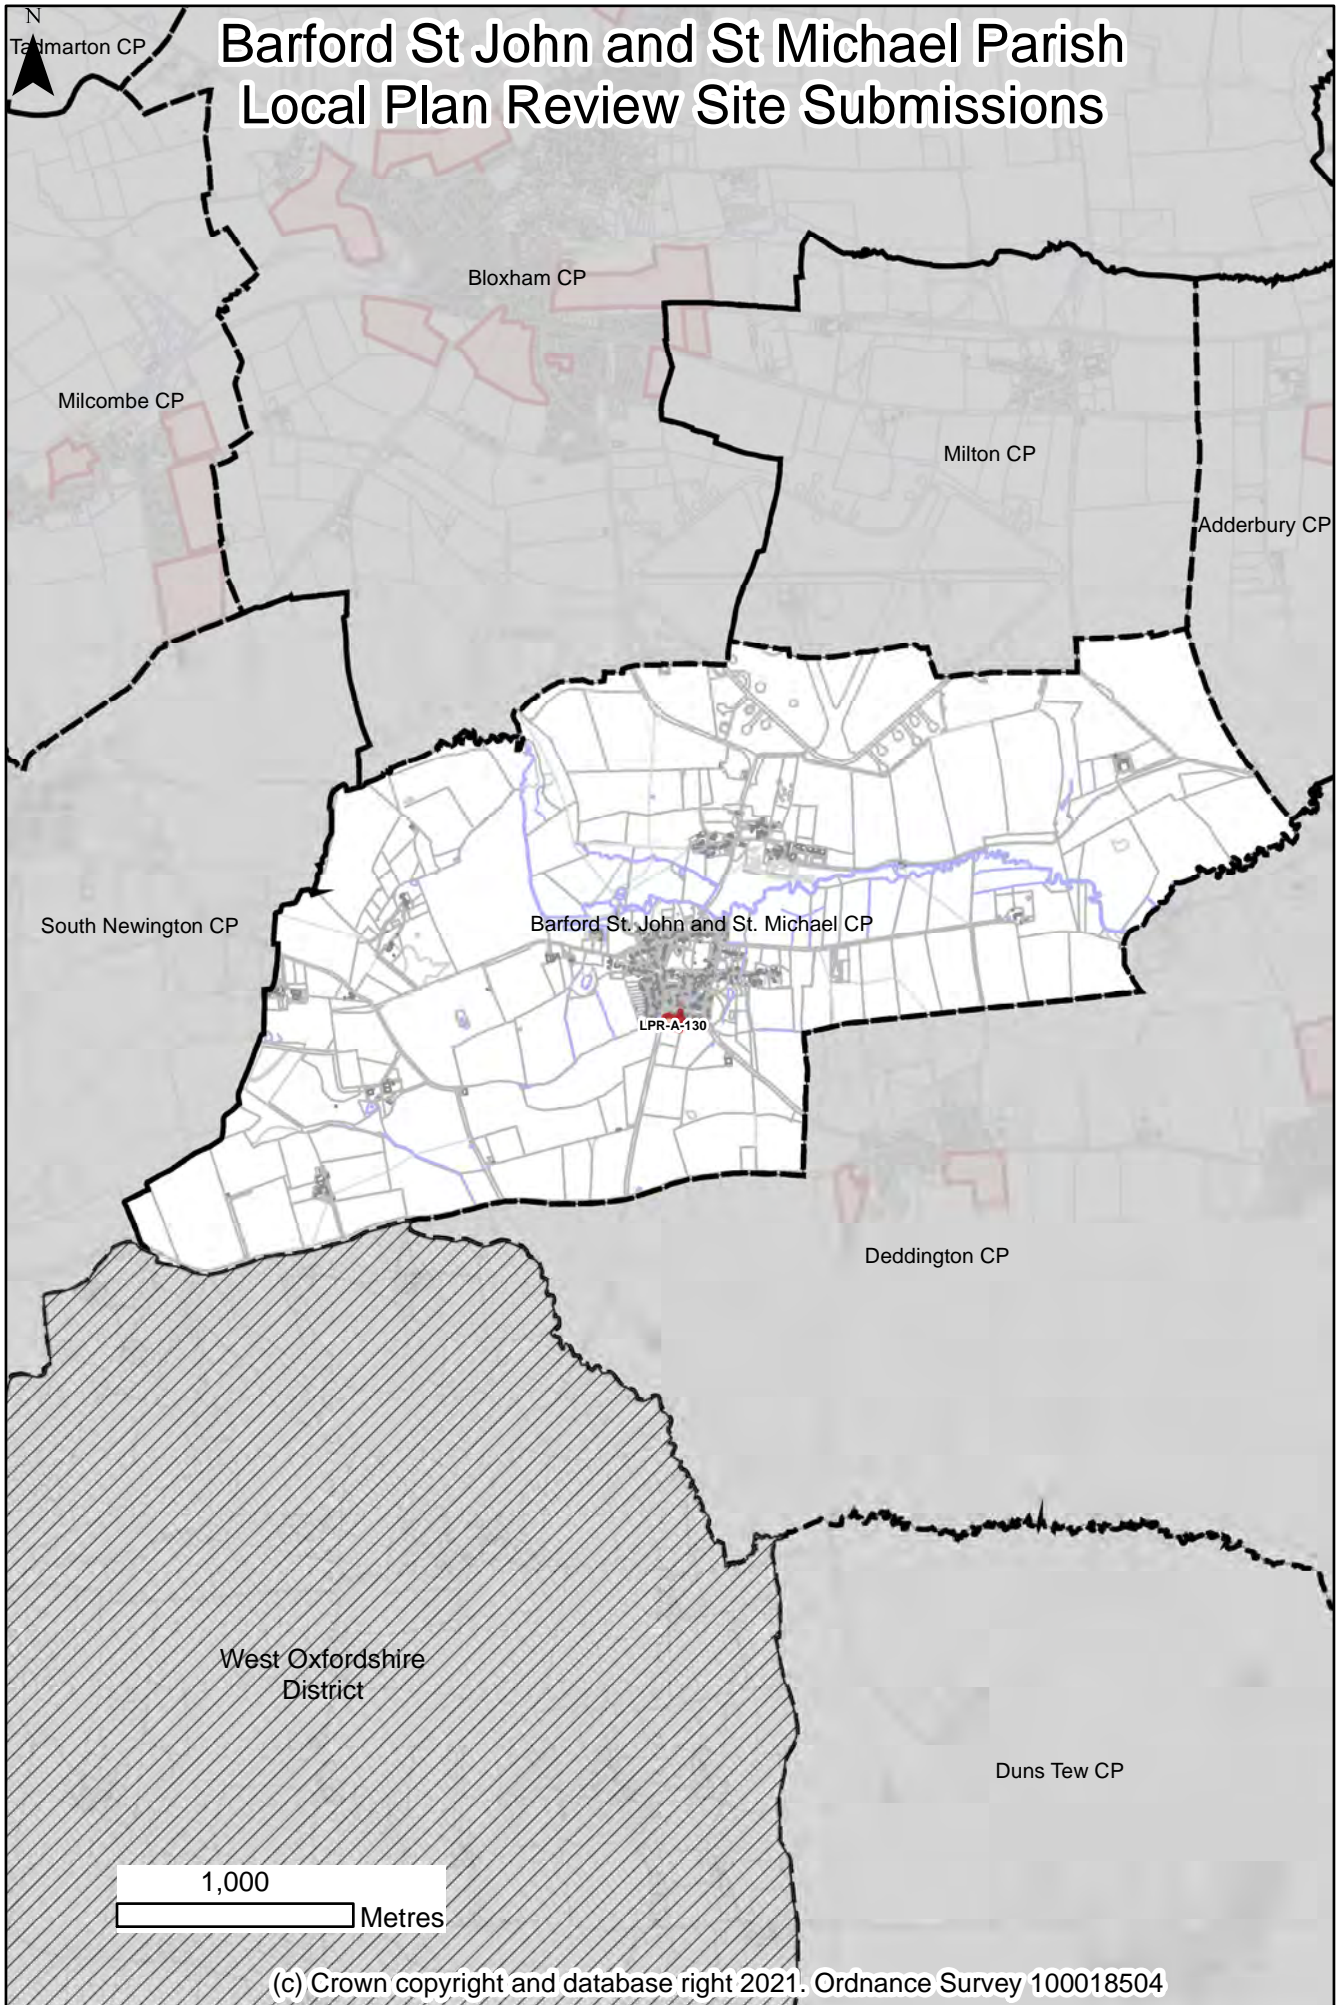 N
Tadmarton CP
Barford St John and St Michael Parish
Local Plan Review Site Submissions
Bloxham CP
Milcombe CP
Milton CP
Adderbury CP
South Newington CP
Barford St. John and St. Michael CP
LPR-A-130
Deddington CP
West Oxfordshire
District
Duns Tew CP
1,000
Metres
(c) Crown copyright and database right 2021. Ordnance Survey 100018504